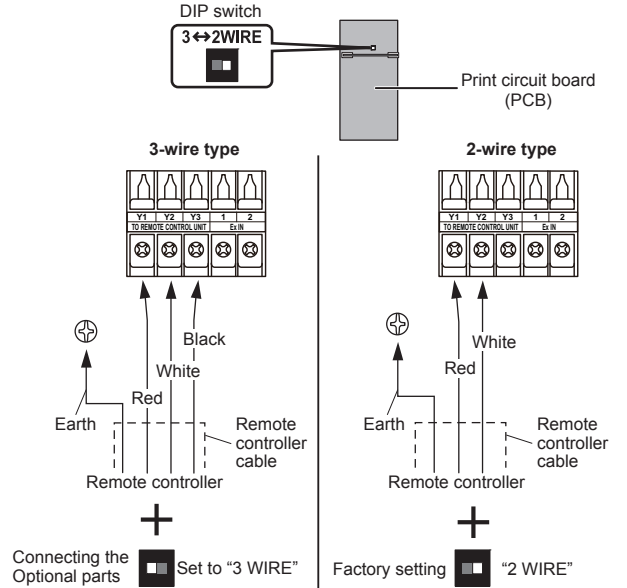 DIP switch
3↔2WIRE
Print circuit board
(PCB)
3-wire type
Y1 Y2 Y3 1 2
TO REMOTE CONTROL UNIT Ex IN
Black
White
Red
Earth
Remote
controller
cable
Remote controller
+
Connecting the
Optional parts
Set to “3 WIRE”
2-wire type
Y1 Y2 Y3 1 2
TO REMOTE CONTROL UNIT Ex IN
White
Red
Earth
Remote
controller
cable
Remote controller
+
Factory setting
“2 WIRE”